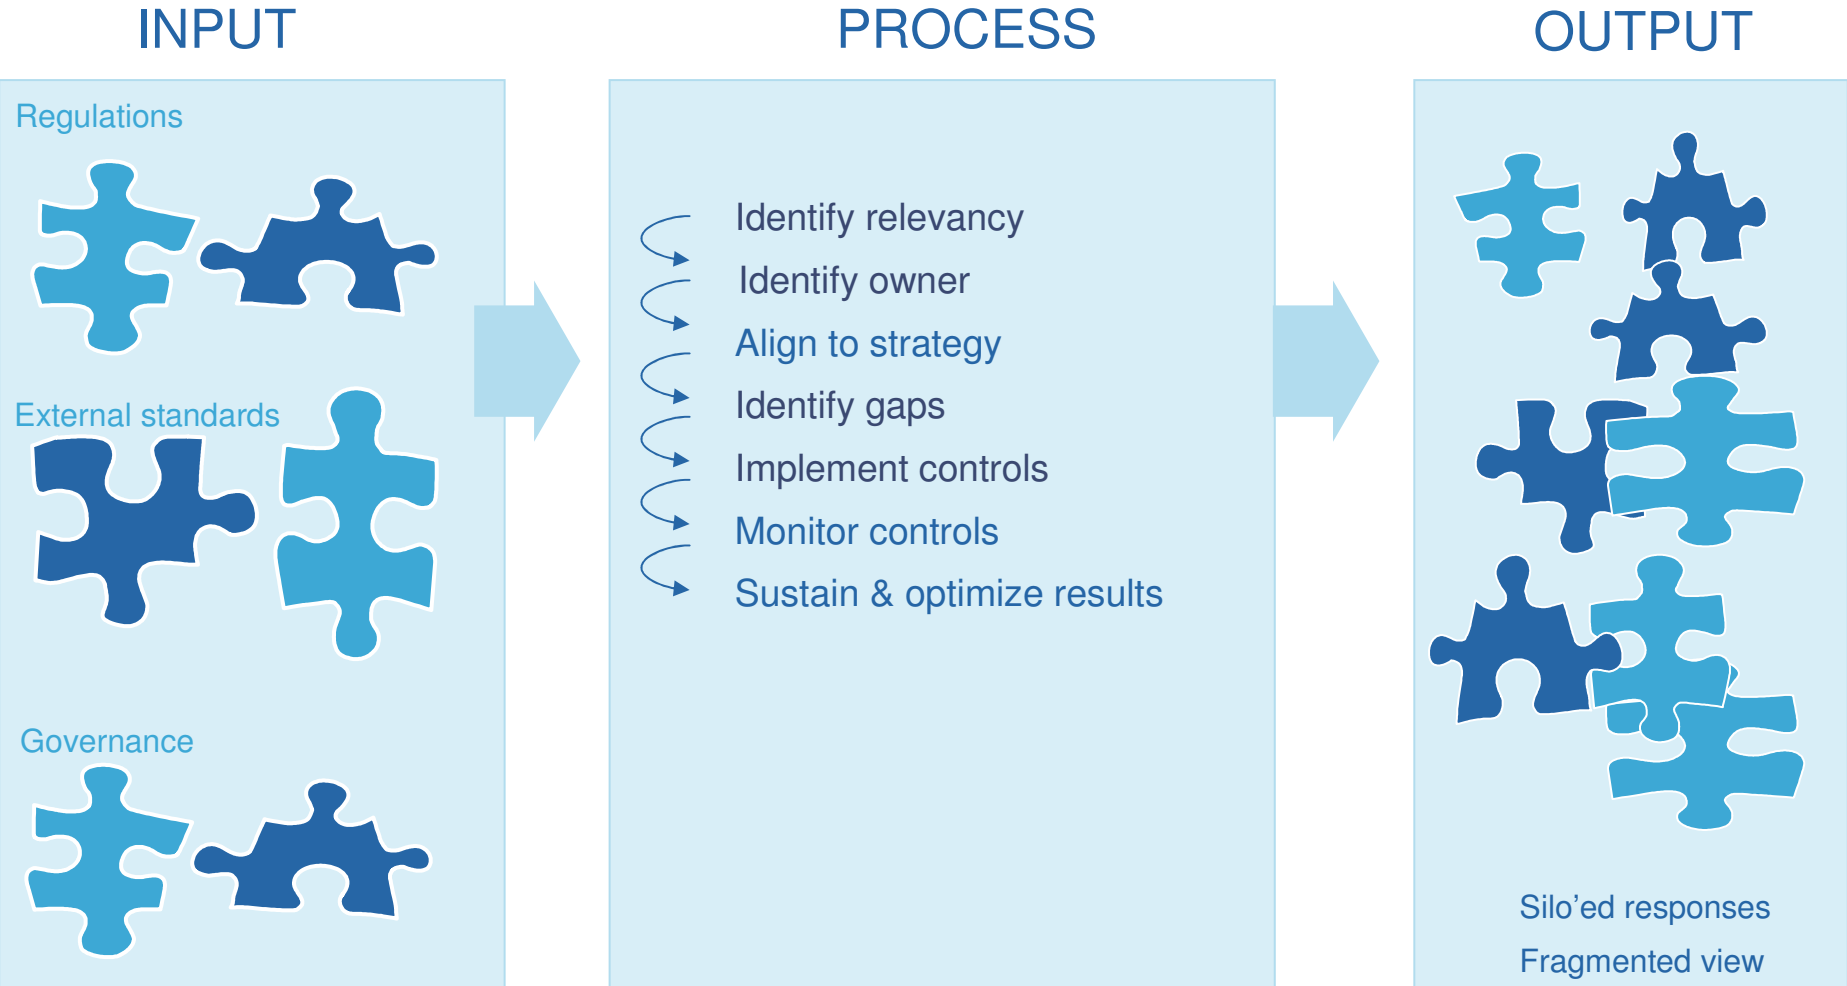 INPUT
PROCESS
OUTPUT
Regulations
External standards
Governance
Identify relevancy
Identify owner
Align to strategy
Identify gaps
Implement controls
Monitor controls
Sustain & optimize results
Silo’ed responses
Fragmented view